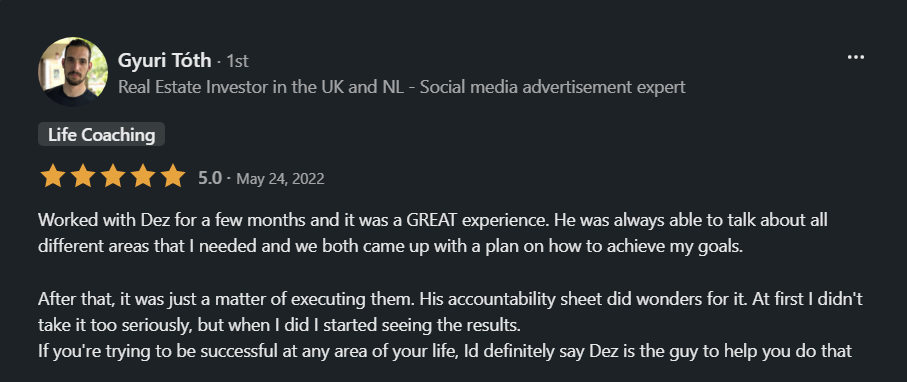 Gyuri Tóth · 1st
Real Estate Investor in the UK and NL - Social media advertisement expert
Life Coaching
5.0 · May 24, 2022
Worked with Dez for a few months and it was a GREAT experience. He was always able to talk about all
different areas that I needed and we both came up with a plan on how to achieve my goals.
After that, it was just a matter of executing them. His accountability sheet did wonders for it. At first I didn't
take it too seriously, but when I did I started seeing the results.
If you're trying to be successful at any area of your life, Id definitely say Dez is the guy to help you do that